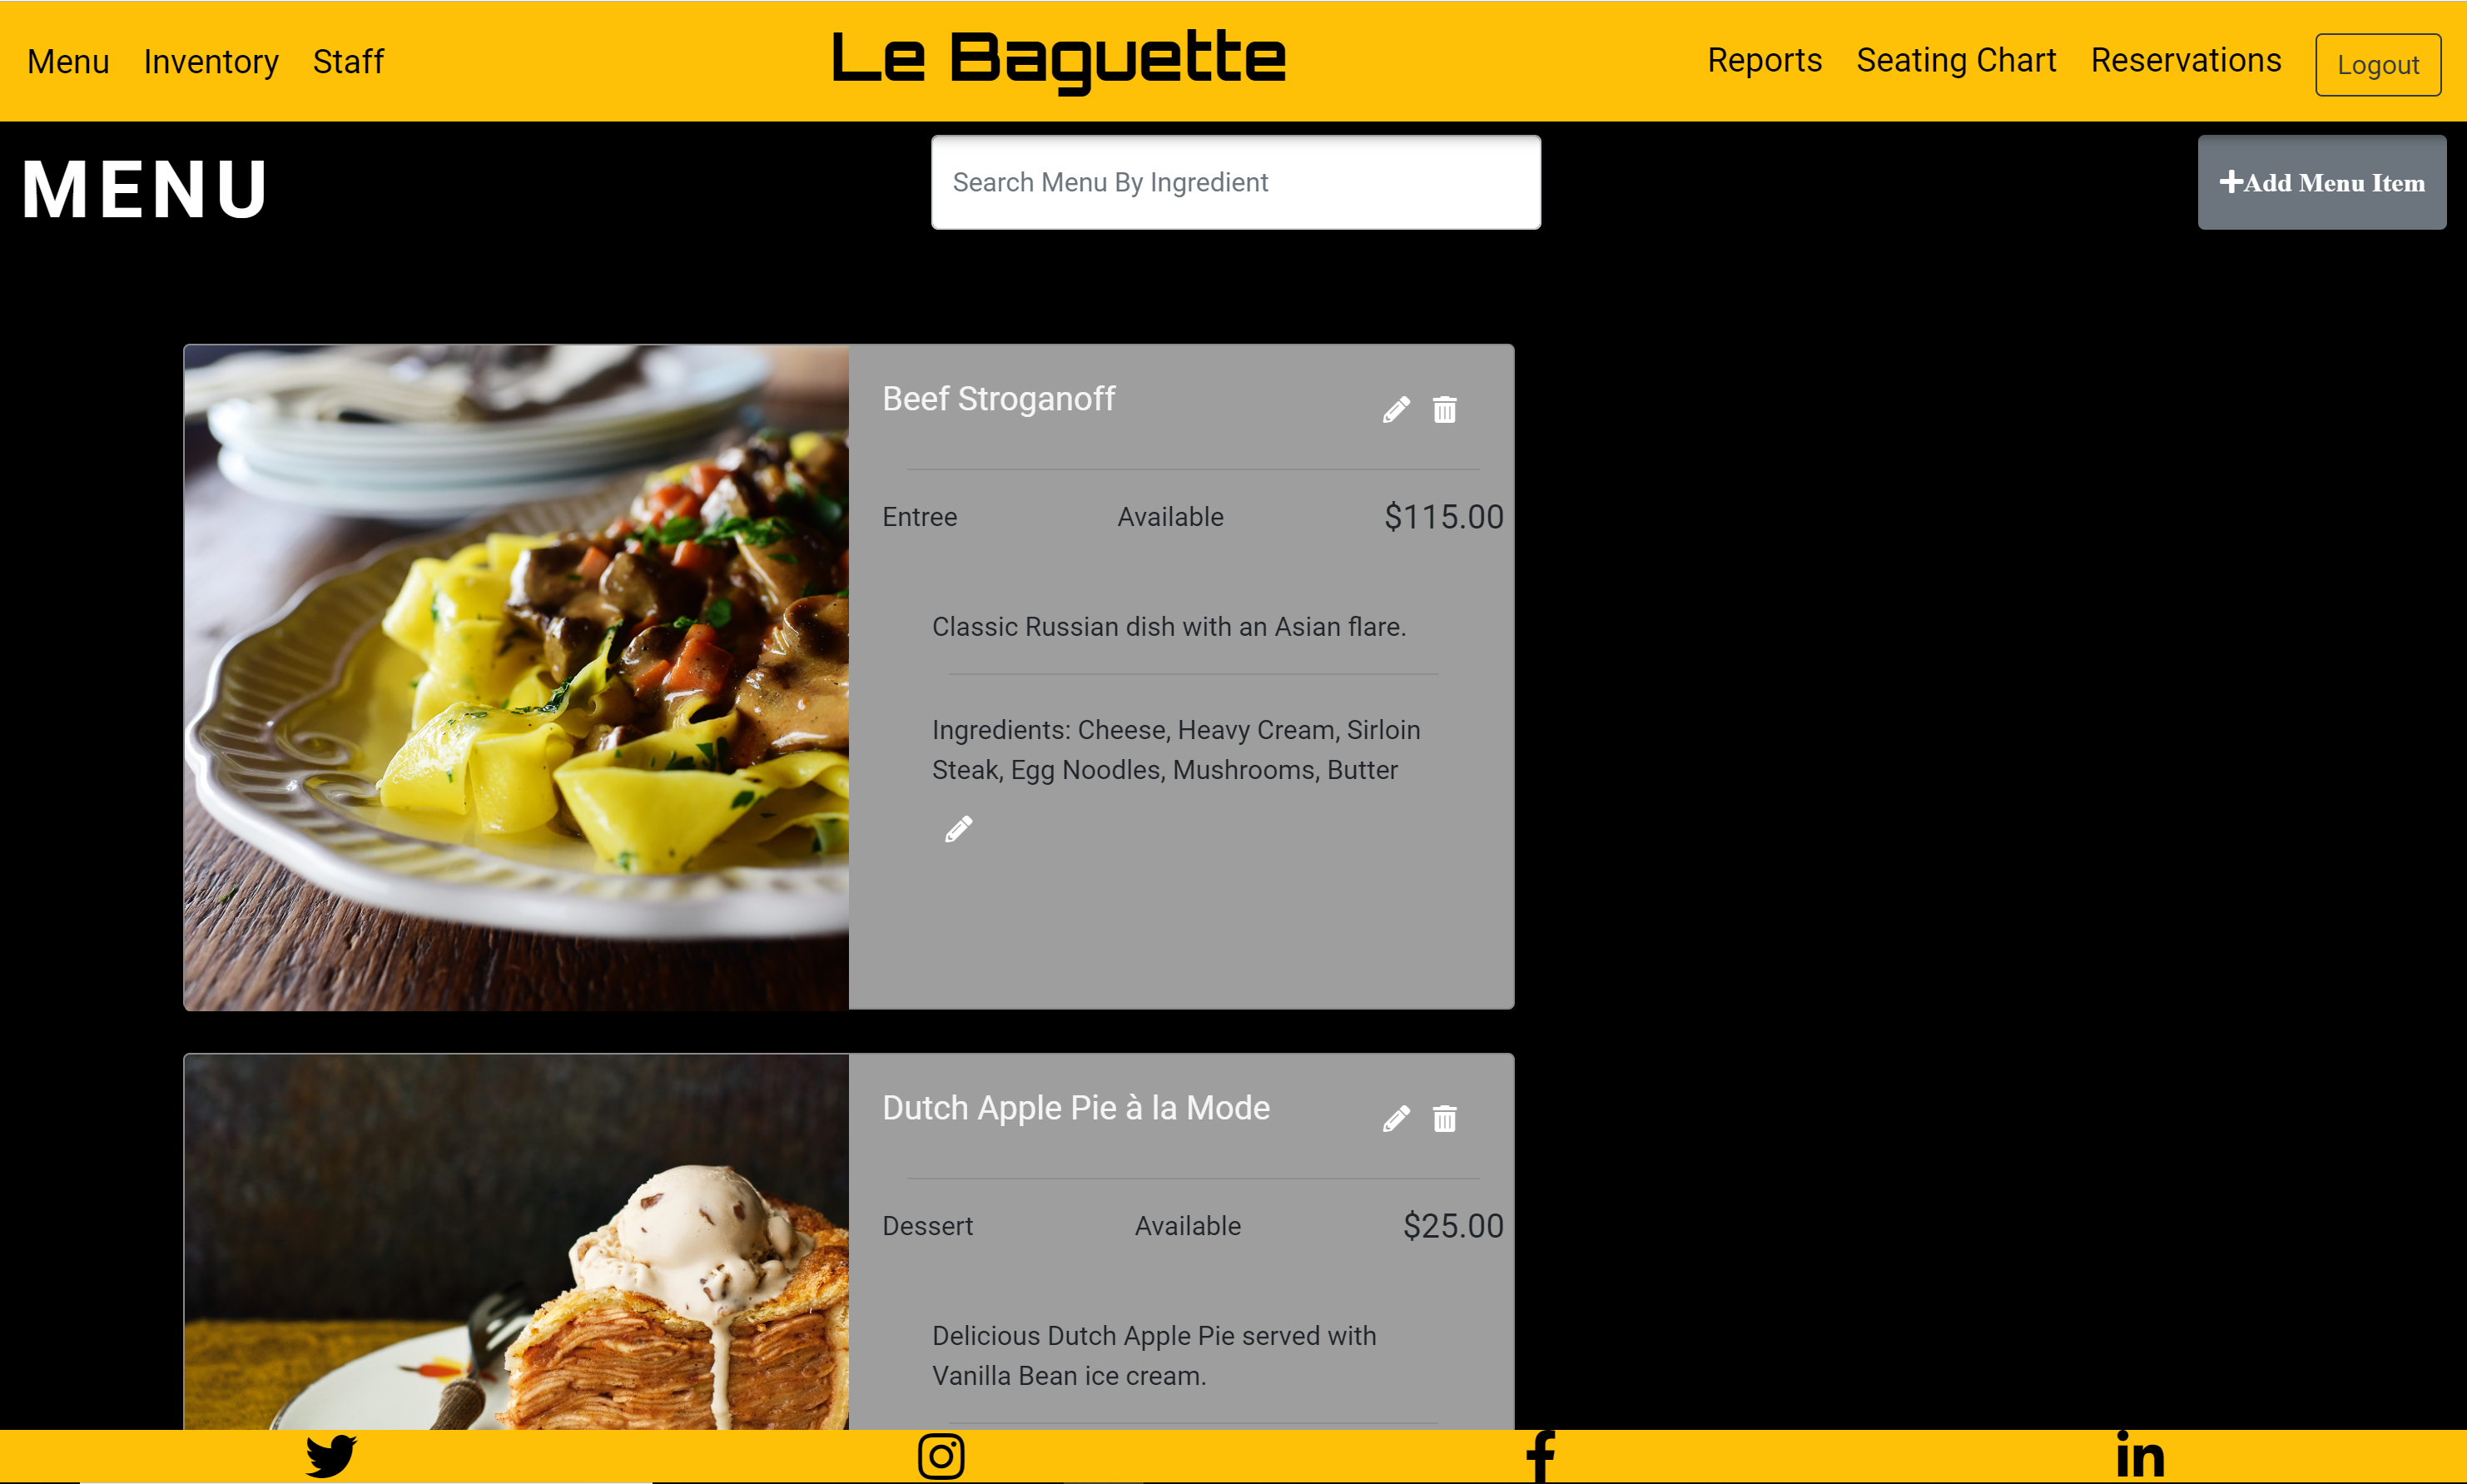 Menu Inventory Staff
Le Baguette
Reports Seating Chart Reservations Logout
MENU
Search Menu By Ingredient
Add Menu Item
Beef Stroganoff
Entree Available $115.00
Classic Russian dish with an Asian flare.
Ingredients: Cheese, Heavy Cream, Sirloin
Steak, Egg Noodles, Mushrooms, Butter
Dutch Apple Pie à la Mode
Dessert Available $25.00
Delicious Dutch Apple Pie served with
Vanilla Bean ice cream.